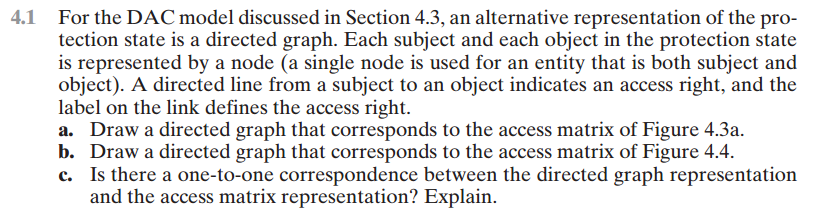 4.1 For the DAC model discussed in Section 4.3, an alternative representation of the pro-
tection state is a directed graph. Each subject and each object in the protection state
is represented by a node (a single node is used for an entity that is both subject and
object). A directed line from a subject to an object indicates an access right, and the
label on the link defines the access right.
a. Draw a directed graph that corresponds to the access matrix of Figure 4.3a.
b. Draw a directed graph that corresponds to the access matrix of Figure 4.4.
c. Is there a one-to-one correspondence between the directed graph representation
and the access matrix representation? Explain.